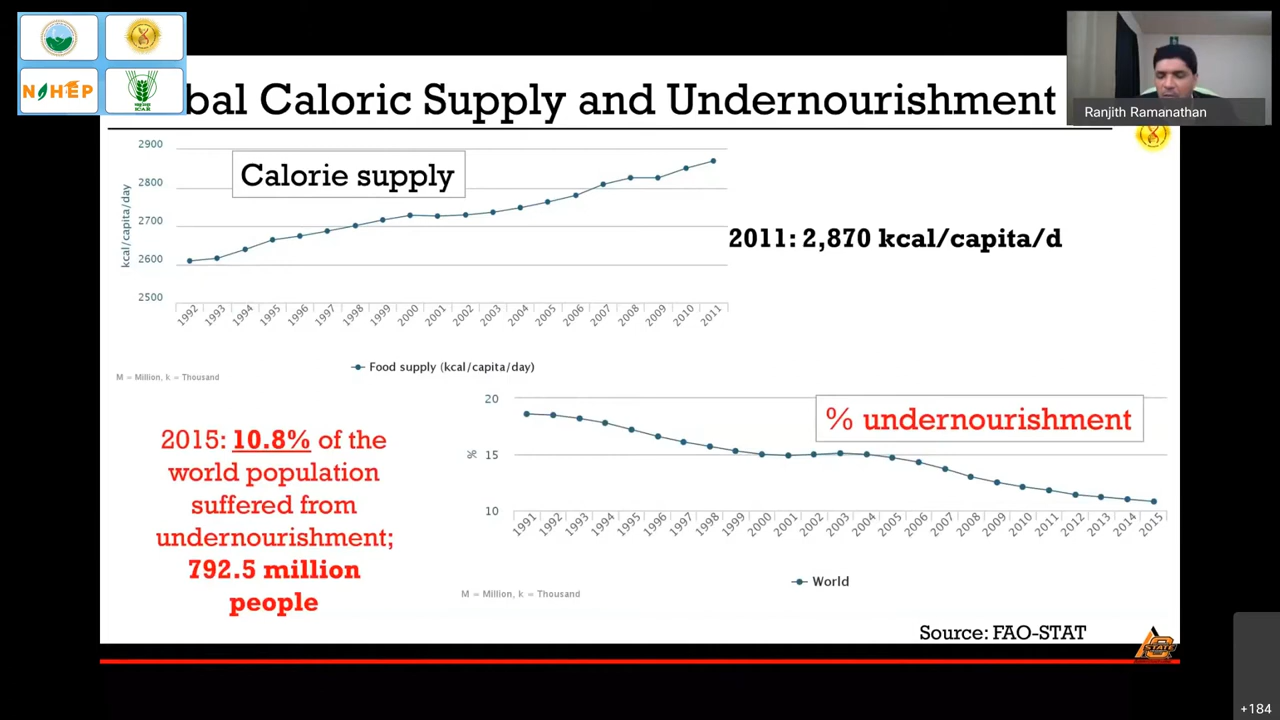 NAHEP
ICAR
bal Caloric Supply and Undernourishment
Ranjith Ramanathan
Calorie supply
kcal/capita/day
2900
2800
2700
2600
2500
1992 1993 1994 1995 1996 1997 1998 1999 2000 2001 2002 2003 2004 2005 2006 2007 2008 2009 2010 2011
Food supply (kcal/capita/day)
M = Million, k = Thousand
2011: 2,870 kcal/capita/d
2015: 10.8% of the
world population
suffered from
undernourishment;
792.5 million
people
% undernourishment
%
20
15
10
1991 1992 1993 1994 1995 1996 1997 1998 1999 2000 2001 2002 2003 2004 2005 2006 2007 2008 2009 2010 2011 2012 2013 2014 2015
World
M = Million, k = Thousand
Source: FAO-STAT
STATE
+184